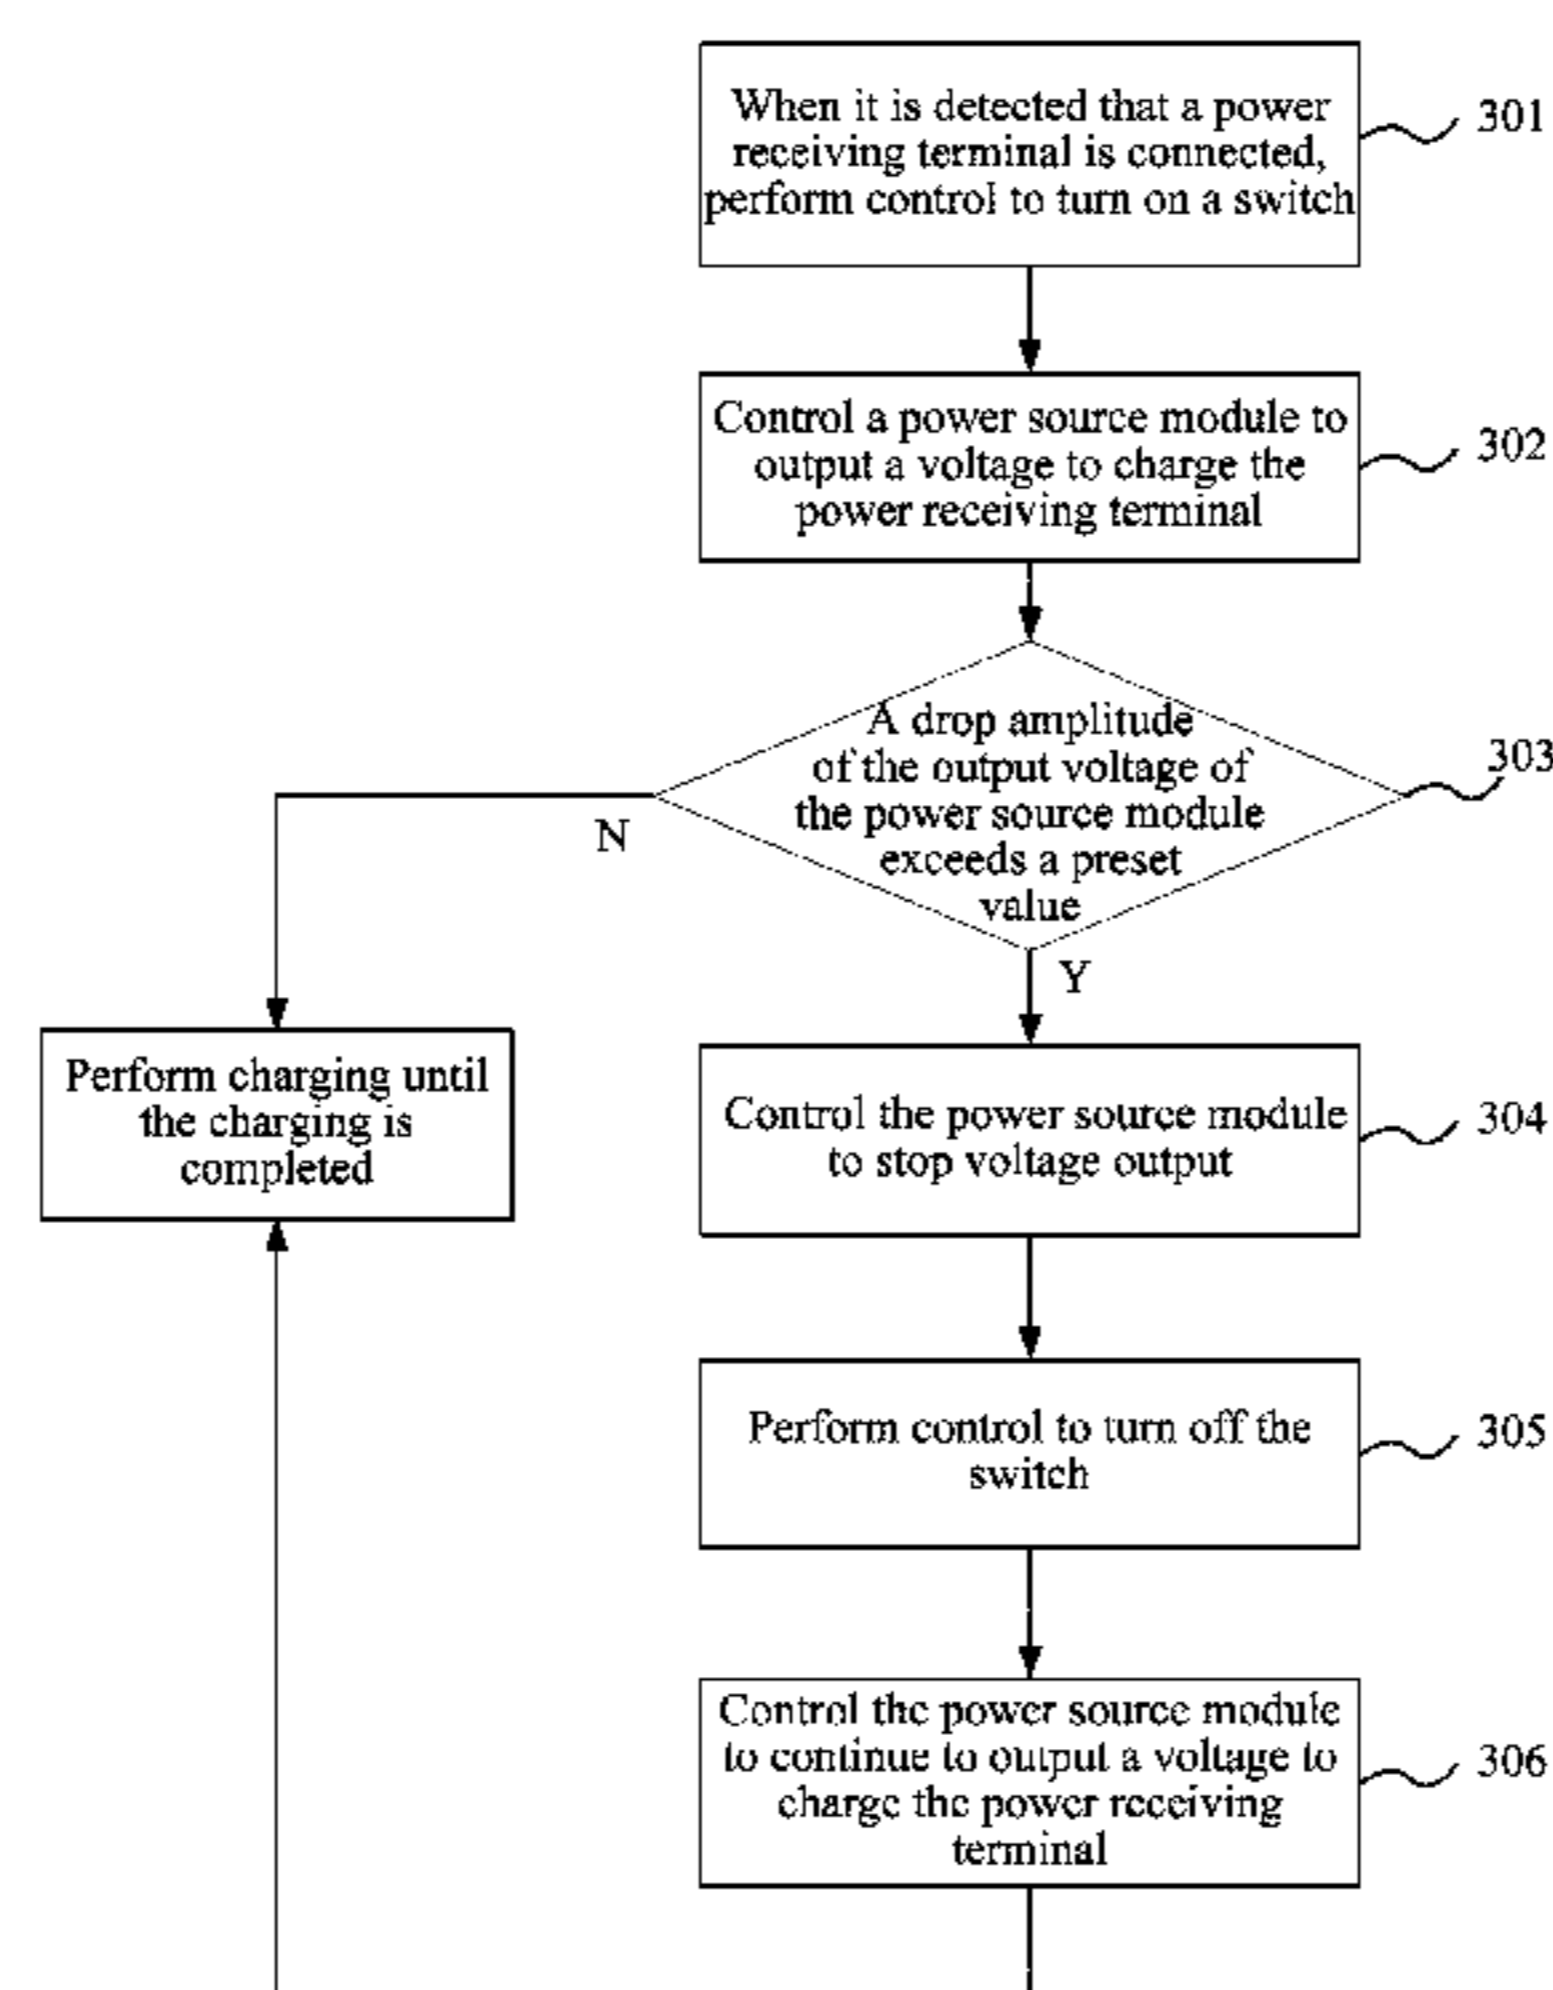 When it is detected that a power
receiving terminal is connected,
perform control to turn on a switch
301
Control a power source module to
output a voltage to charge the
power receiving terminal
302
A drop amplitude
of the output voltage of
the power source module
exceeds a preset
value
303
N
Y
Perform charging until
the charging is
completed
Control the power source module
to stop voltage output
304
Perform control to turn off the
switch
305
Control the power source module
to continue to output a voltage to
charge the power receiving
terminal
306